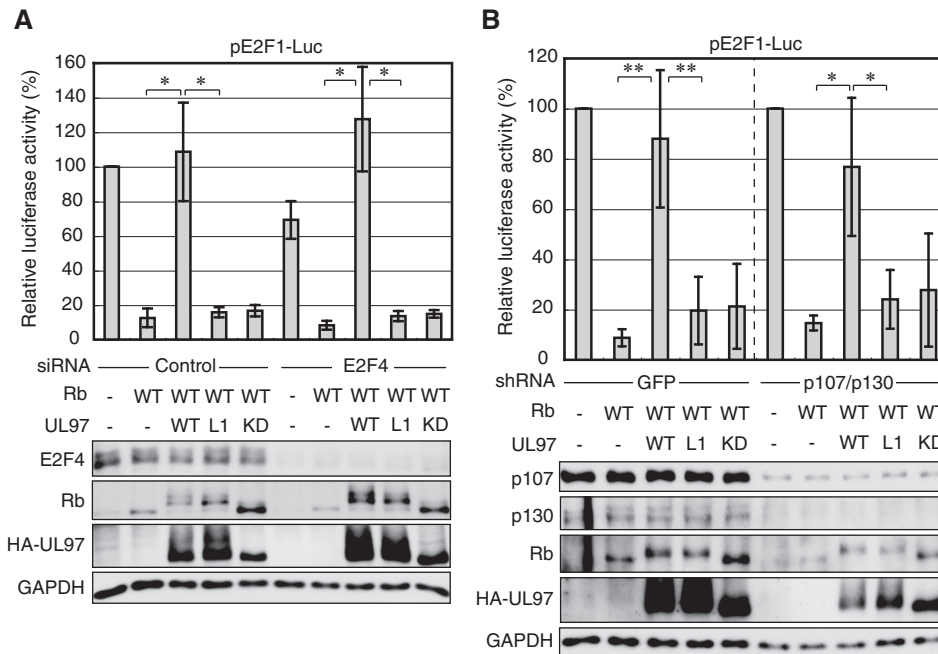 A
pE2F1-Luc
Relative luciferase activity (%)
160
140
120
100
80
60
40
20
0
* * * *
siRNA Control E2F4
Rb - WT WT WT WT - WT WT WT WT
UL97 - - WT L1 KD - - WT L1 KD
E2F4
Rb
HA-UL97
GAPDH
B
pE2F1-Luc
Relative luciferase activity (%)
120
100
80
60
40
20
0
** ** * *
shRNA GFP p107/p130
Rb - WT WT WT WT - WT WT WT WT
UL97 - - WT L1 KD - - WT L1 KD
p107
p130
Rb
HA-UL97
GAPDH